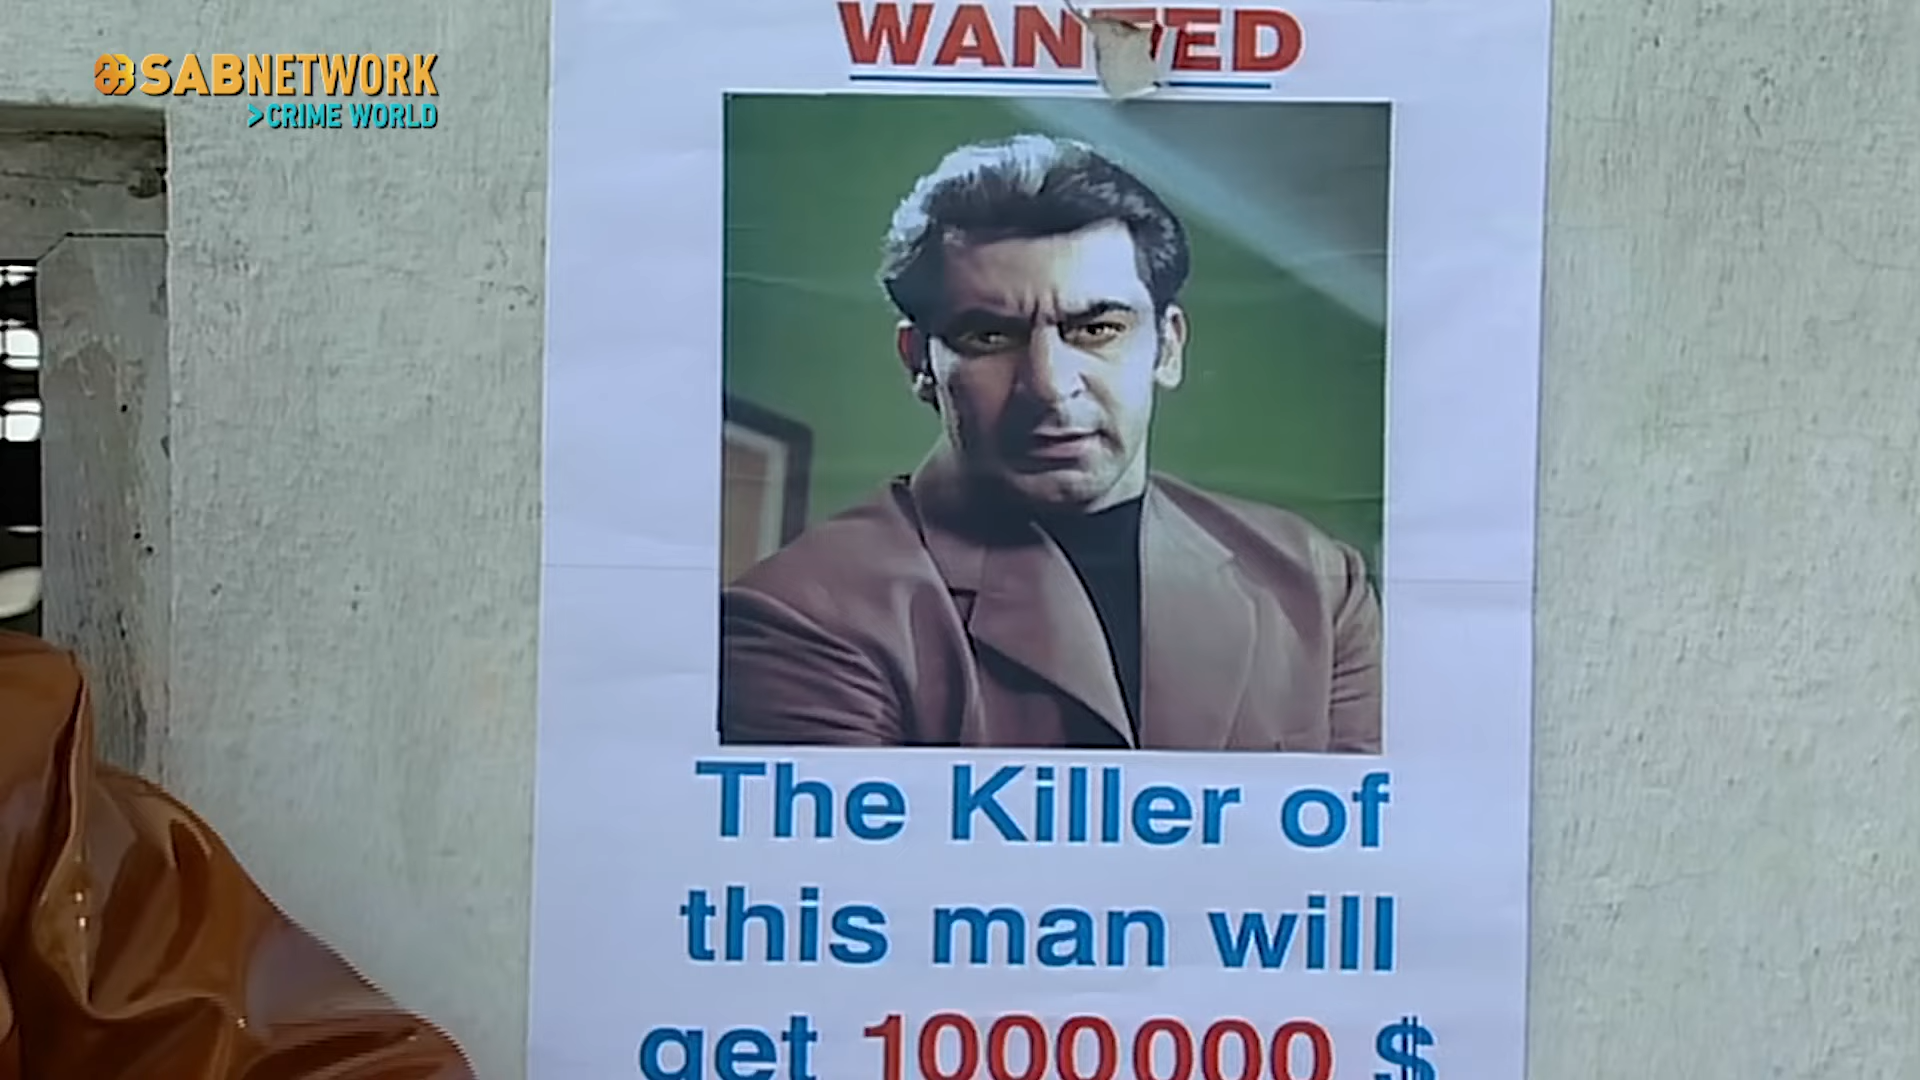 SABNETWORK
>CRIME WORLD
WANTED
The Killer of
this man will
get 1000000 $